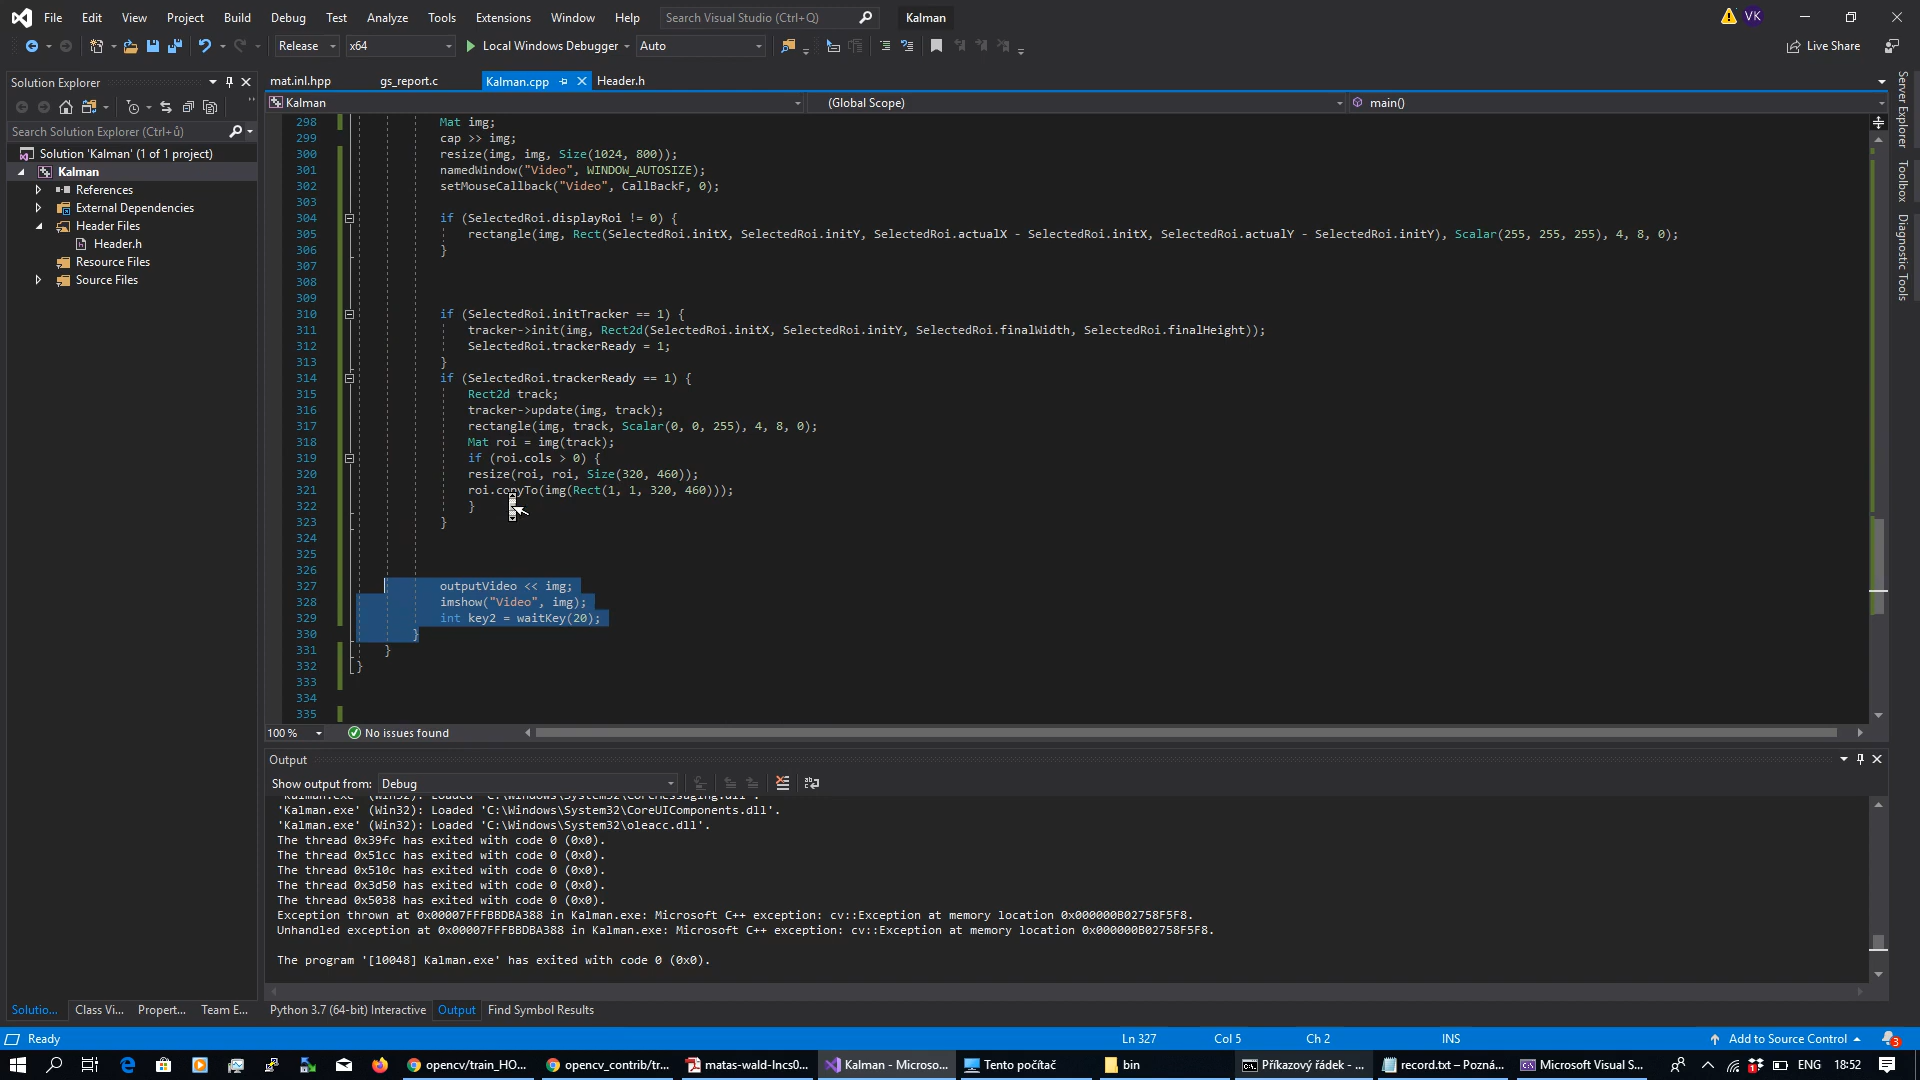 File Edit View Project Build Debug Test Analyze Tools Extensions Window Help Search Visual Studio (Ctrl+Q) Kalman VK
Release x64 Local Windows Debugger Auto Live Share
Solution Explorer
Search Solution Explorer (Ctrl+ů)
Solution 'Kalman' (1 of 1 project)
Kalman
References
External Dependencies
Header Files
Header.h
Resource Files
Source Files
mat.inl.hpp gs_report.c Kalman.cpp Header.h
Kalman (Global Scope) main()
298 Mat img;
299 cap >> img;
300 resize(img, img, Size(1024, 800));
301 namedWindow("Video", WINDOW_AUTOSIZE);
302 setMouseCallback("Video", CallBackF, 0);
303
304 if (SelectedRoi.displayRoi != 0) {
305 rectangle(img, Rect(SelectedRoi.initX, SelectedRoi.initY, SelectedRoi.actualX - SelectedRoi.initX, SelectedRoi.actualY - SelectedRoi.initY), Scalar(255, 255, 255), 4, 8, 0);
306 }
307
308
309
310 if (SelectedRoi.initTracker == 1) {
311 tracker->init(img, Rect2d(SelectedRoi.initX, SelectedRoi.initY, SelectedRoi.finalWidth, SelectedRoi.finalHeight));
312 SelectedRoi.trackerReady = 1;
313 }
314 if (SelectedRoi.trackerReady == 1) {
315 Rect2d track;
316 tracker->update(img, track);
317 rectangle(img, track, Scalar(0, 0, 255), 4, 8, 0);
318 Mat roi = img(track);
319 if (roi.cols > 0) {
320 resize(roi, roi, Size(320, 460));
321 roi.copyTo(img(Rect(1, 1, 320, 460)));
322 }
323 }
324
325
326
327 outputVideo << img;
328 imshow("Video", img);
329 int key2 = waitKey(20);
330 }
331 }
332 }
333
334
335
100 % No issues found
Server Explorer
Toolbox
Diagnostic Tools
Output
Show output from: Debug
'Kalman.exe' (Win32): Loaded 'C:\Windows\System32\CoreMessaging.dll'.
'Kalman.exe' (Win32): Loaded 'C:\Windows\System32\CoreUIComponents.dll'.
'Kalman.exe' (Win32): Loaded 'C:\Windows\System32\oleacc.dll'.
The thread 0x39fc has exited with code 0 (0x0).
The thread 0x51cc has exited with code 0 (0x0).
The thread 0x510c has exited with code 0 (0x0).
The thread 0x3d50 has exited with code 0 (0x0).
The thread 0x5038 has exited with code 0 (0x0).
Exception thrown at 0x00007FFFBBDBA388 in Kalman.exe: Microsoft C++ exception: cv::Exception at memory location 0x000000B02758F5F8.
Unhandled exception at 0x00007FFFBBDBA388 in Kalman.exe: Microsoft C++ exception: cv::Exception at memory location 0x000000B02758F5F8.
The program '[10048] Kalman.exe' has exited with code 0 (0x0).
Solutio... Class Vi... Propert... Team E... Python 3.7 (64-bit) Interactive Output Find Symbol Results
Ready Ln 327 Col 5 Ch 2 INS Add to Source Control 3
opencv/train_HO... opencv_contrib/tr... matas-wald-lncs0... Kalman - Microso... Tento počítač bin Příkazový řádek - ... record.txt – Pozná... Microsoft Visual S... ENG 18:52